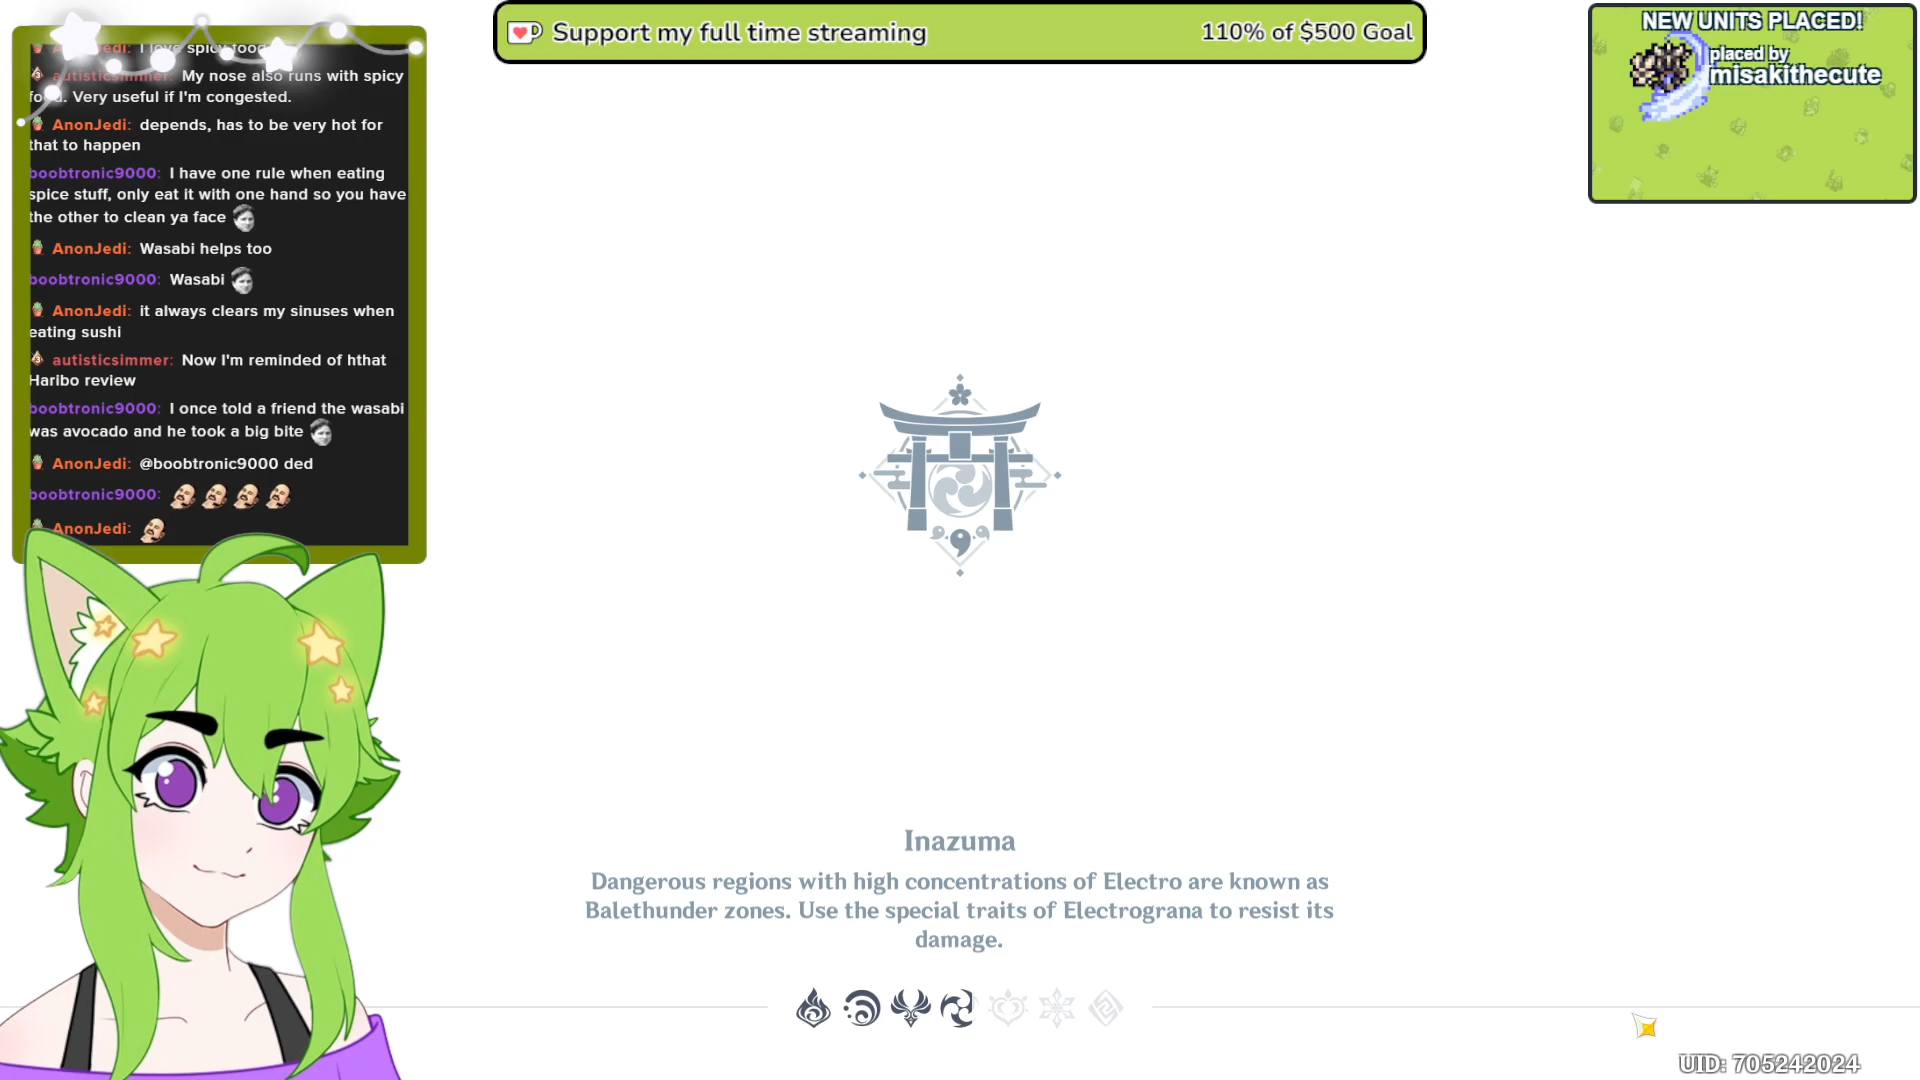 AnonJedi: I love spicy food
autisticsimmer: My nose also runs with spicy
food. Very useful if I'm congested.
AnonJedi: depends, has to be very hot for
that to happen
boobtronic9000: I have one rule when eating
spice stuff, only eat it with one hand so you have
the other to clean ya face
AnonJedi: Wasabi helps too
boobtronic9000: Wasabi
AnonJedi: it always clears my sinuses when
eating sushi
autisticsimmer: Now I'm reminded of hthat
Haribo review
boobtronic9000: I once told a friend the wasabi
was avocado and he took a big bite
AnonJedi: @boobtronic9000 ded
boobtronic9000:
AnonJedi:
Support my full time streaming 110% of $500 Goal
NEW UNITS PLACED!
placed by
misakithecute
Inazuma
Dangerous regions with high concentrations of Electro are known as
Balethunder zones. Use the special traits of Electrograna to resist its
damage.
UID: 705242024